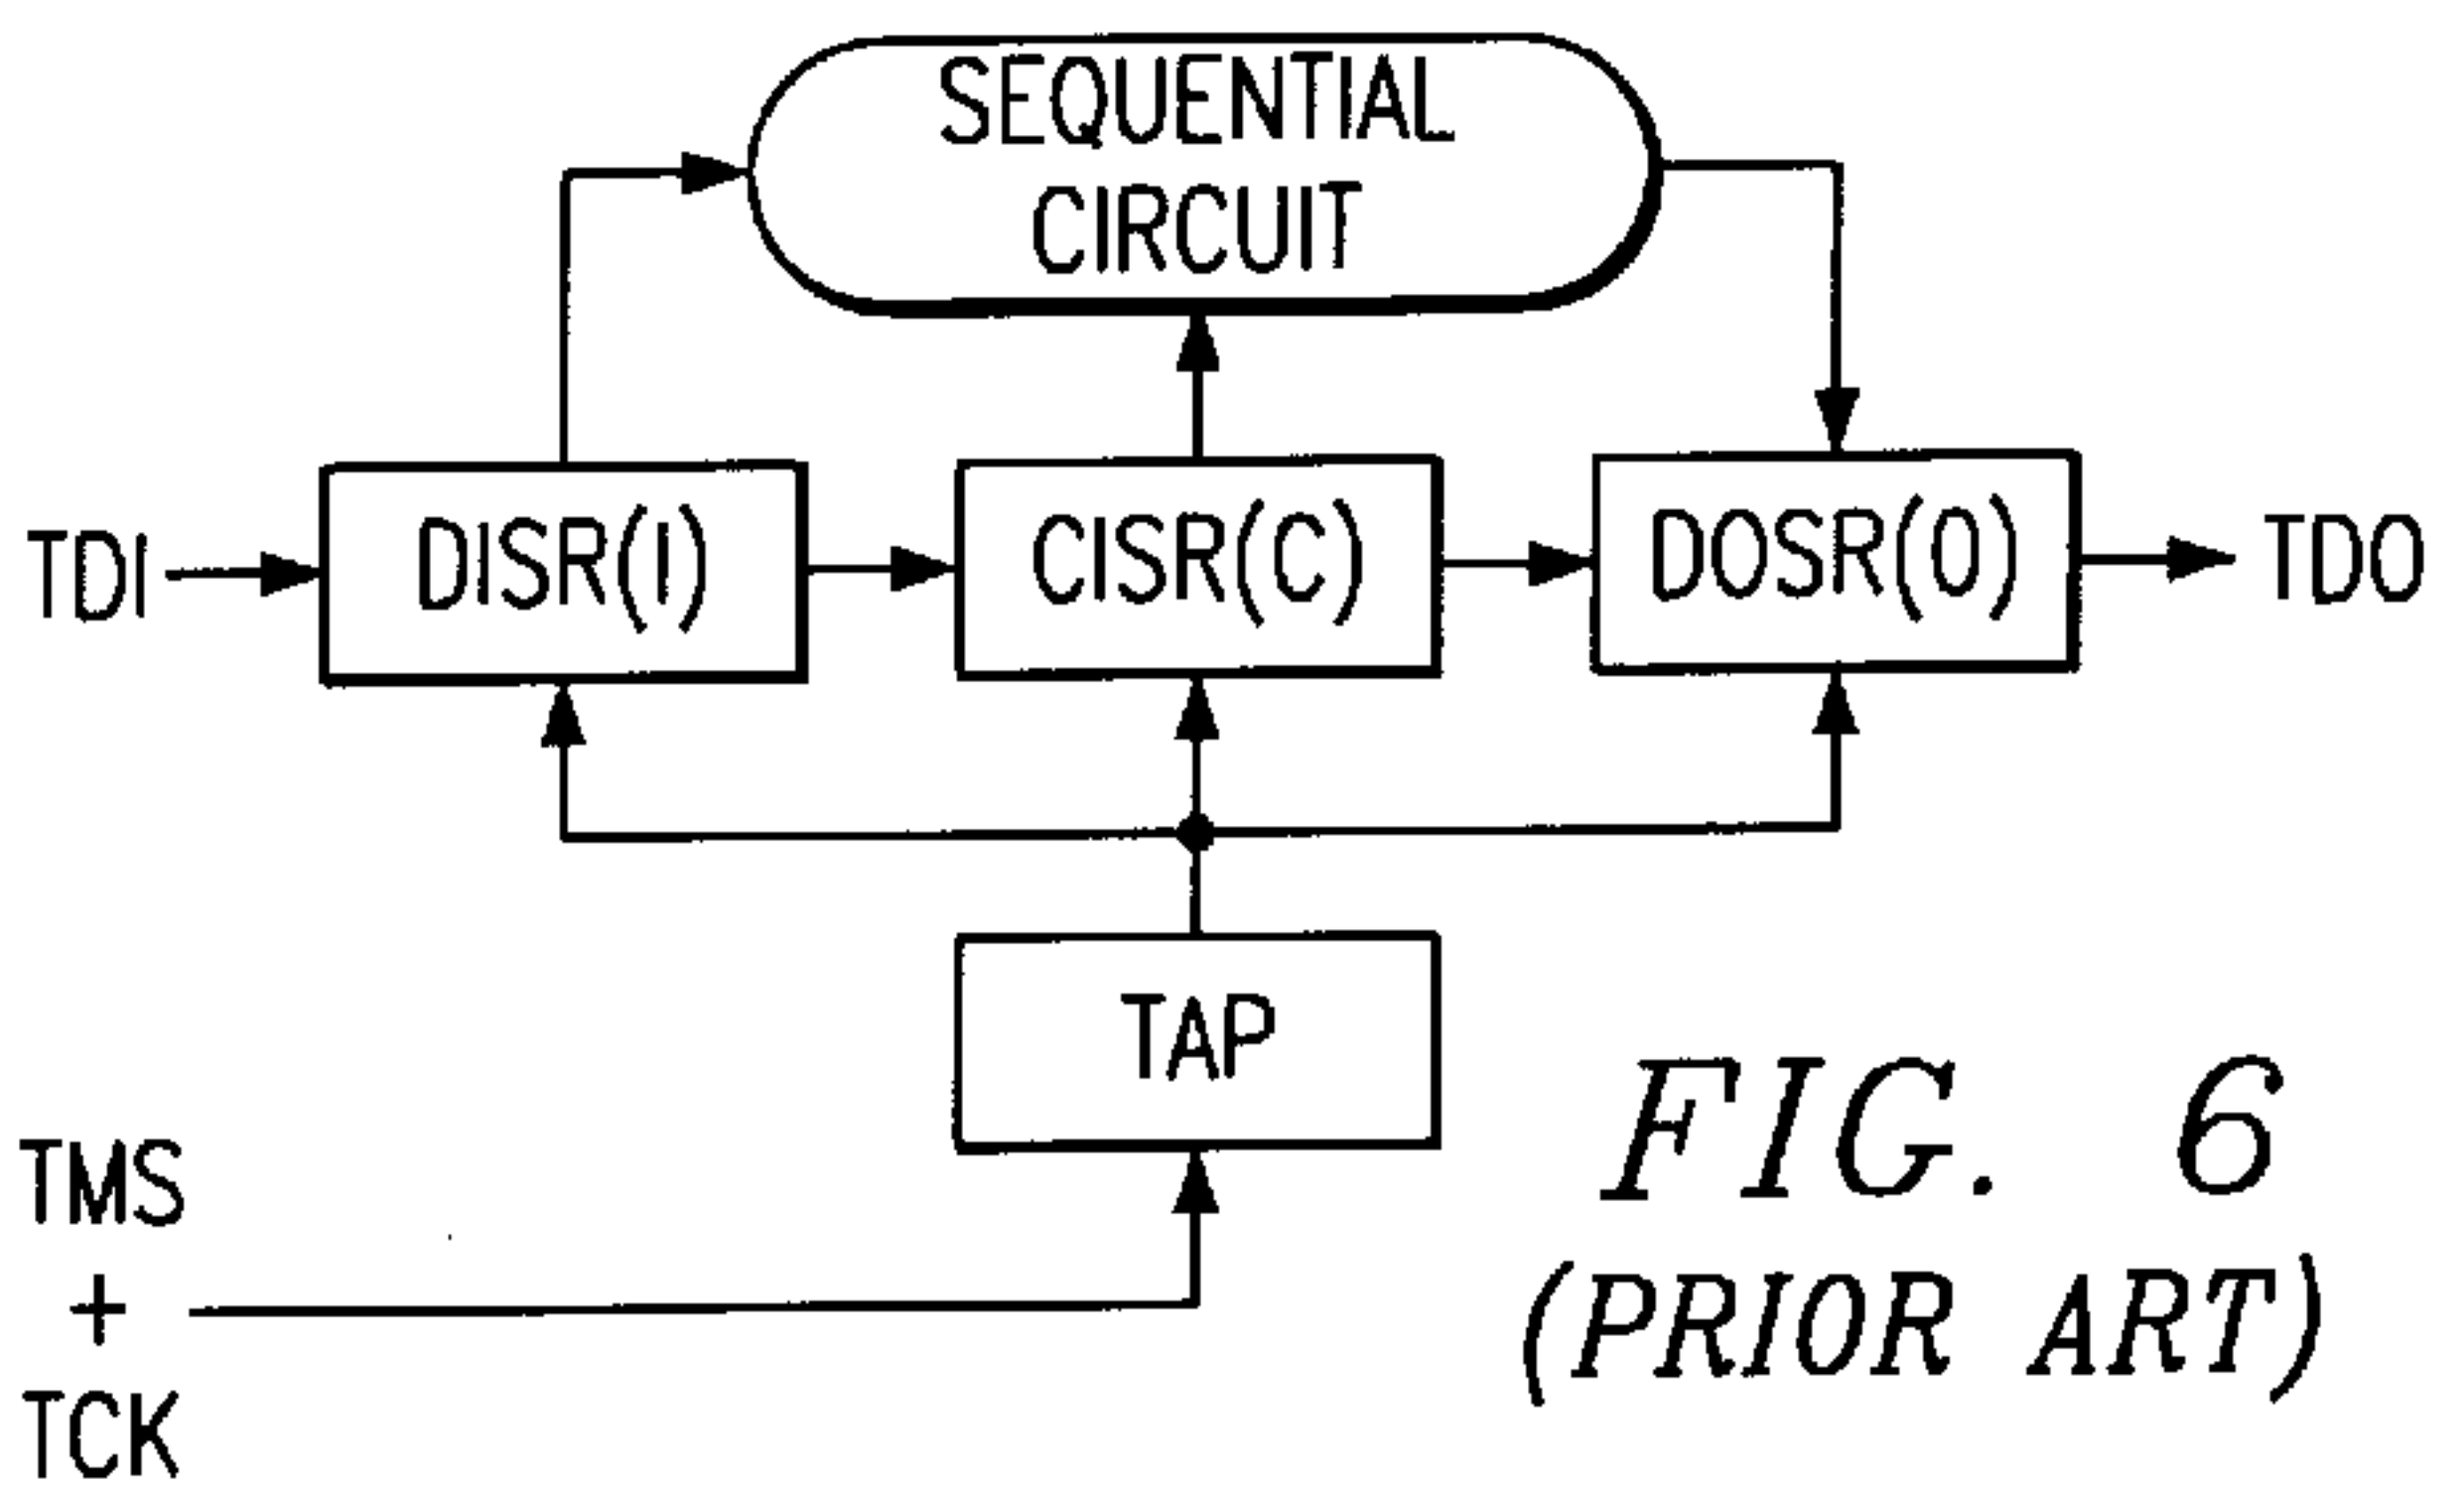 SEQUENTIAL
CIRCUIT
TDI
DISR(I)
CISR(C)
DOSR(O)
TDO
TAP
TMS
+
TCK
FIG. 6
(PRIOR ART)